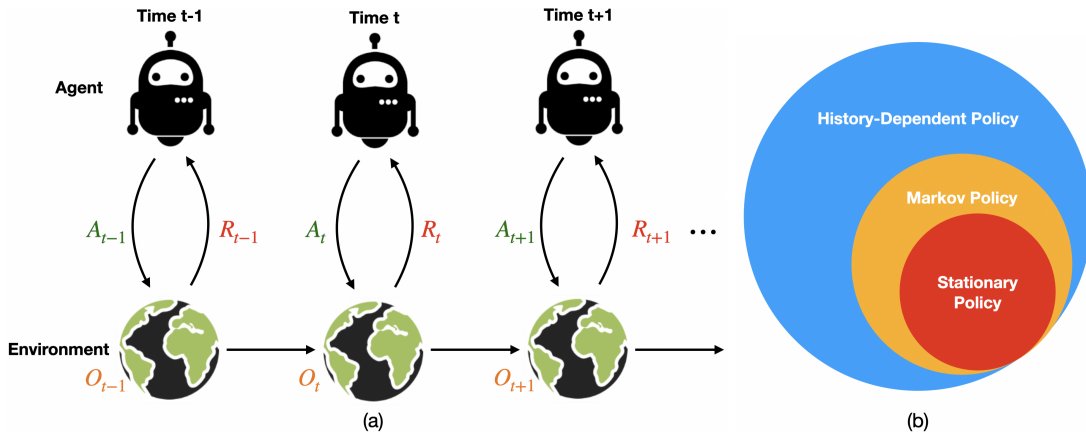 Time t-1
Time t
Time t+1
Agent
History-Dependent Policy
Markov Policy
A_{t-1}
R_{t-1}
A_t
R_t
A_{t+1}
R_{t+1}
...
Stationary
Policy
Environment
O_{t-1}
O_t
O_{t+1}
(a)
(b)